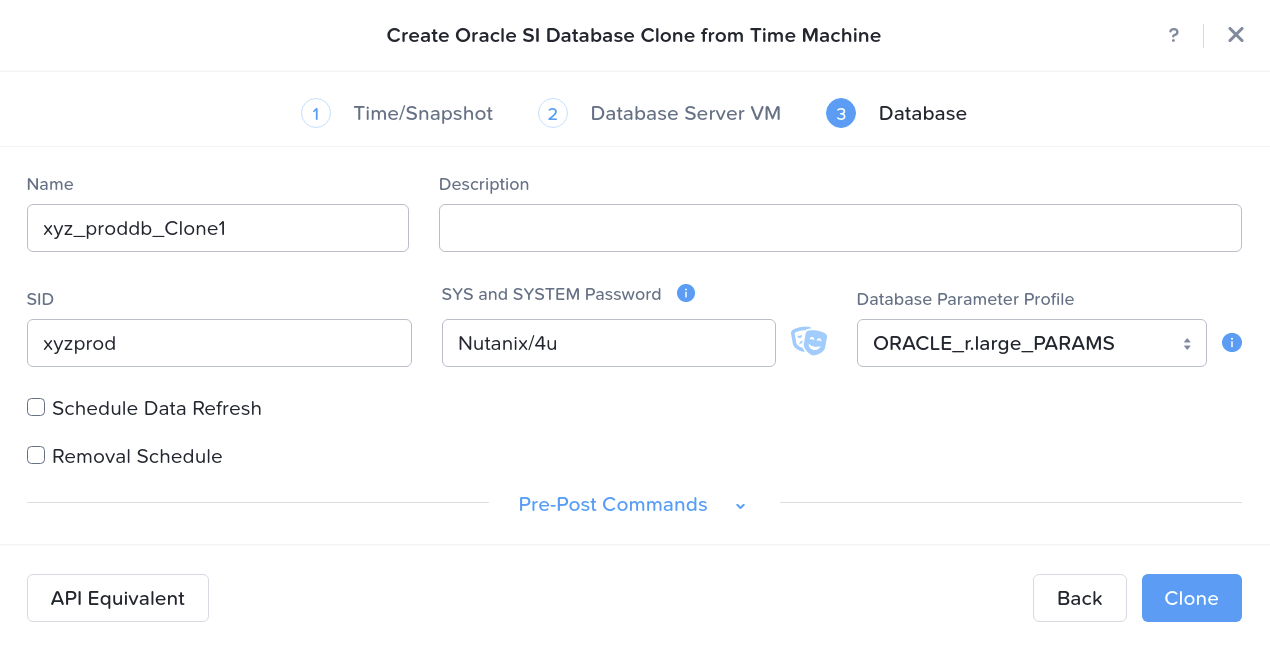 Create Oracle SI Database Clone from Time Machine
?
1 Time/Snapshot 2 Database Server VM 3 Database
Name Description
xyz_proddb_Clone1
SID SYS and SYSTEM Password i Database Parameter Profile
xyzprod Nutanix/4u ORACLE_r.large_PARAMS i
Schedule Data Refresh
Removal Schedule
Pre-Post Commands
API Equivalent Back Clone